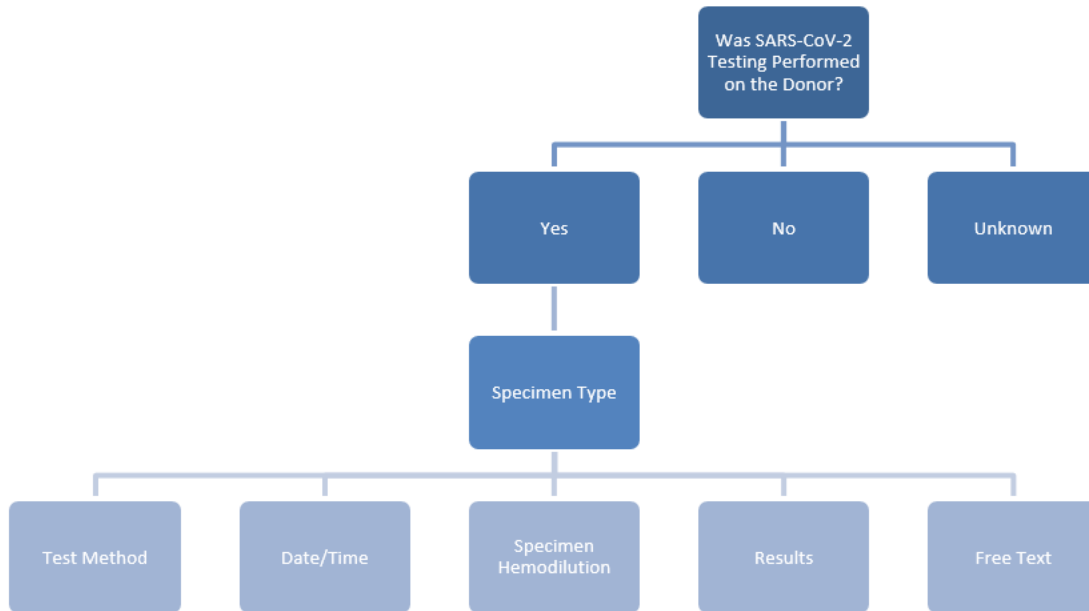 Was SARS-CoV-2
Testing Performed
on the Donor?
Yes
No
Unknown
Specimen Type
Test Method
Date/Time
Specimen
Hemodilution
Results
Free Text